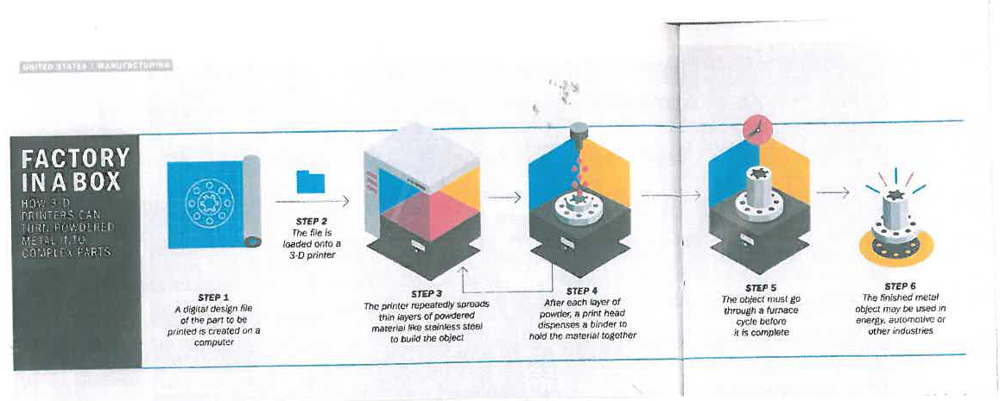 UNITED STATES | MANUFACTURING
FACTORY
IN A BOX
HOW 3-D
PRINTERS CAN
TURN POWDERED
METAL INTO
COMPLEX PARTS
STEP 1
A digital design file
of the part to be
printed is created on a
computer
STEP 2
The file is
loaded onto a
3-D printer
STEP 3
The printer repeatedly spreads
thin layers of powdered
material like stainless steel
to build the object
STEP 4
After each layer of
powder, a print head
dispenses a binder to
hold the material together
STEP 5
The object must go
through a furnace
cycle before
it is complete
STEP 6
The finished metal
object may be used in
energy, automotive or
other industries